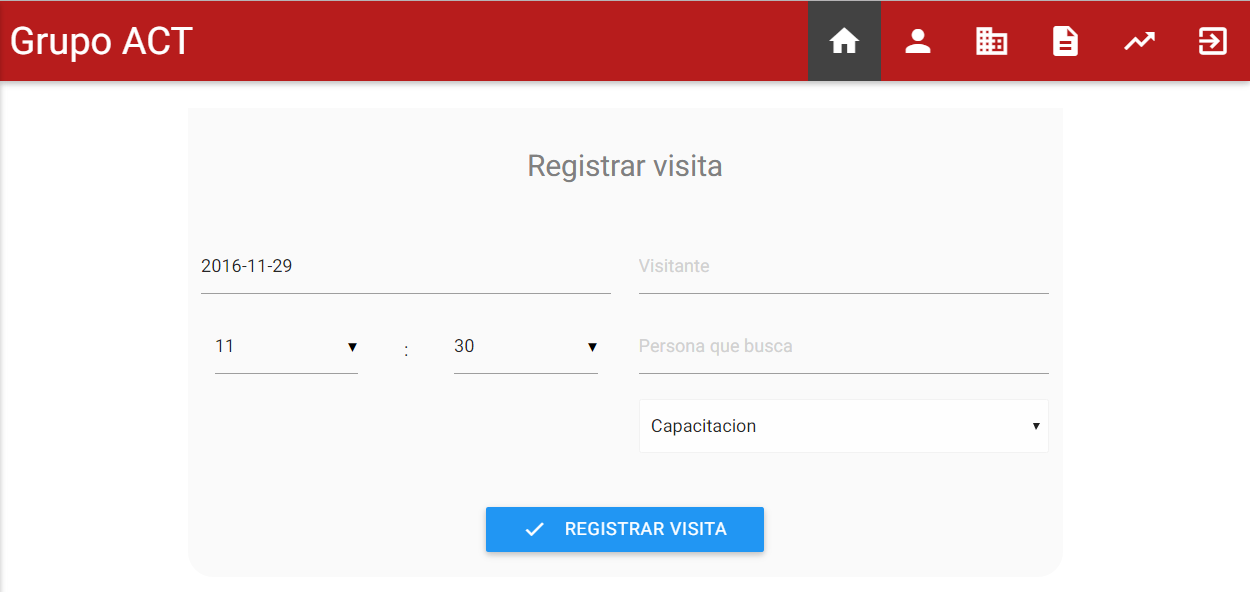 Grupo ACT
Registrar visita
2016-11-29
Visitante
11 : 30
Persona que busca
Capacitacion
REGISTRAR VISITA